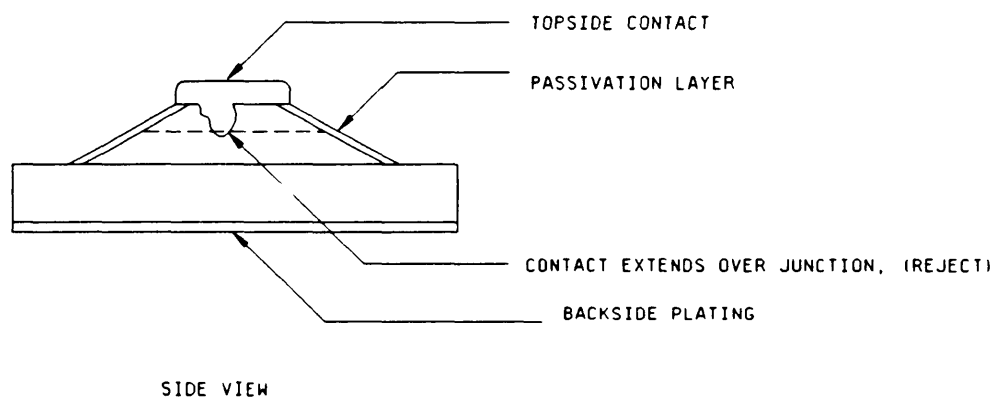 TOPSIDE CONTACT
PASSIVATION LAYER
CONTACT EXTENDS OVER JUNCTION, (REJECT)
BACKSIDE PLATING
SIDE VIEW